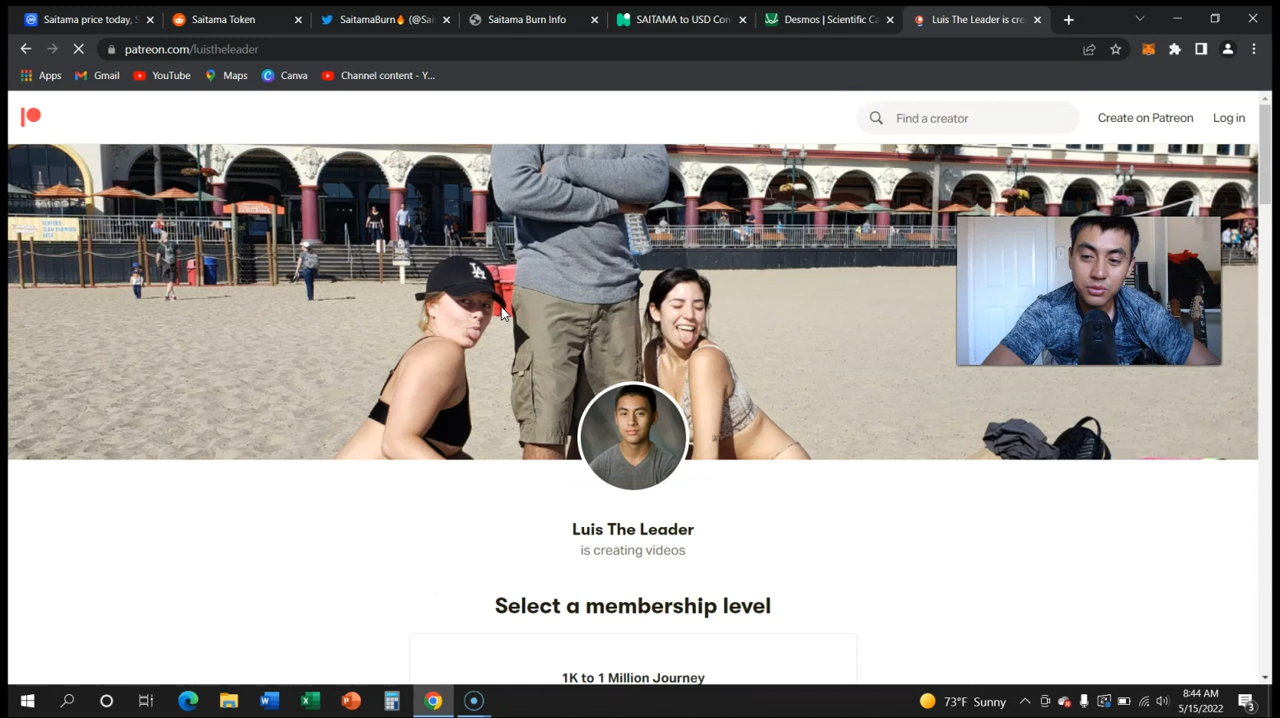 Saitama price today, S
Saitama Token
SaitamaBurn🔥 (@Sai
Saitama Burn Info
SAITAMA to USD Con
Desmos | Scientific Ca
Luis The Leader is cre
patreon.com/luistheleader
Apps
Gmail
YouTube
Maps
Canva
Channel content - Y...
Find a creator
Create on Patreon
Log in
LA
Luis The Leader
is creating videos
Select a membership level
1K to 1 Million Journey
73°F Sunny
8:44 AM
5/15/2022
3